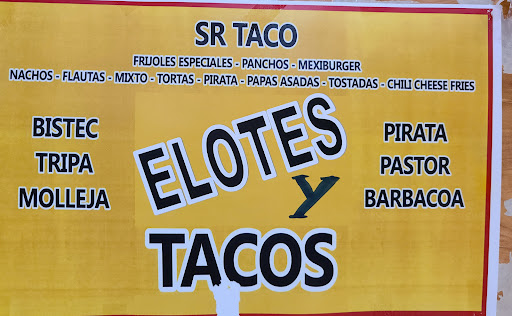 SR TACO
FRIJOLES ESPECIALES - PANCHOS - MEXIBURGER
NACHOS - FLAUTAS - MIXTO - TORTAS - PIRATA - PAPAS ASADAS - TOSTADAS - CHILI CHEESE FRIES
BISTEC
TRIPA
MOLLEJA
ELOTES
Y
TACOS
PIRATA
PASTOR
BARBACOA